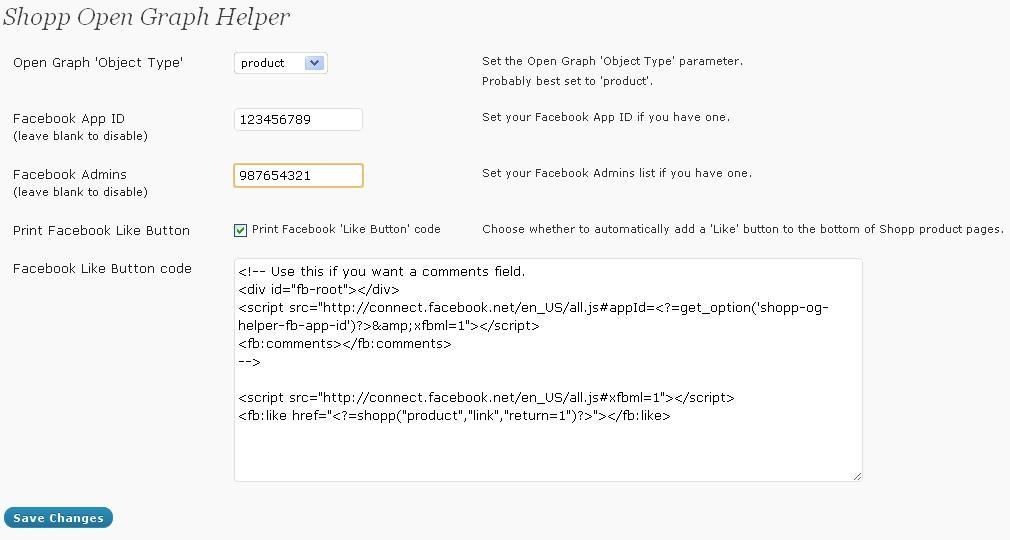 Shopp Open Graph Helper
Open Graph 'Object Type'
product
Set the Open Graph 'Object Type' parameter.
Probably best set to 'product'.
Facebook App ID
(leave blank to disable)
123456789
Set your Facebook App ID if you have one.
Facebook Admins
(leave blank to disable)
987654321
Set your Facebook Admins list if you have one.
Print Facebook Like Button
Print Facebook 'Like Button' code
Choose whether to automatically add a 'Like' button to the bottom of Shopp product pages.
Facebook Like Button code
<!-- Use this if you want a comments field.
<div id="fb-root"></div>
<script src="http://connect.facebook.net/en_US/all.js#appId=<?=get_option('shopp-og-
helper-fb-app-id')?>&amp;xfbml=1"></script>
<fb:comments></fb:comments>
-->
<script src="http://connect.facebook.net/en_US/all.js#xfbml=1"></script>
<fb:like href="<?=shopp("product","link","return=1")?>"></fb:like>
Save Changes